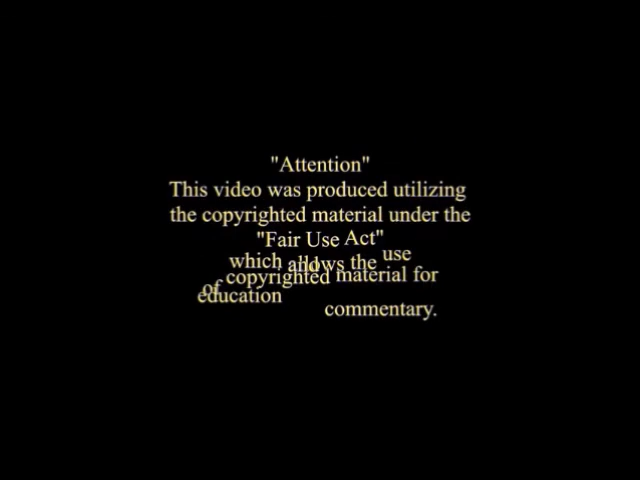 "Attention"
This video was produced utilizing
the copyrighted material under the
"Fair Use Act"
which allows the use
of copyrighted material for
education commentary.